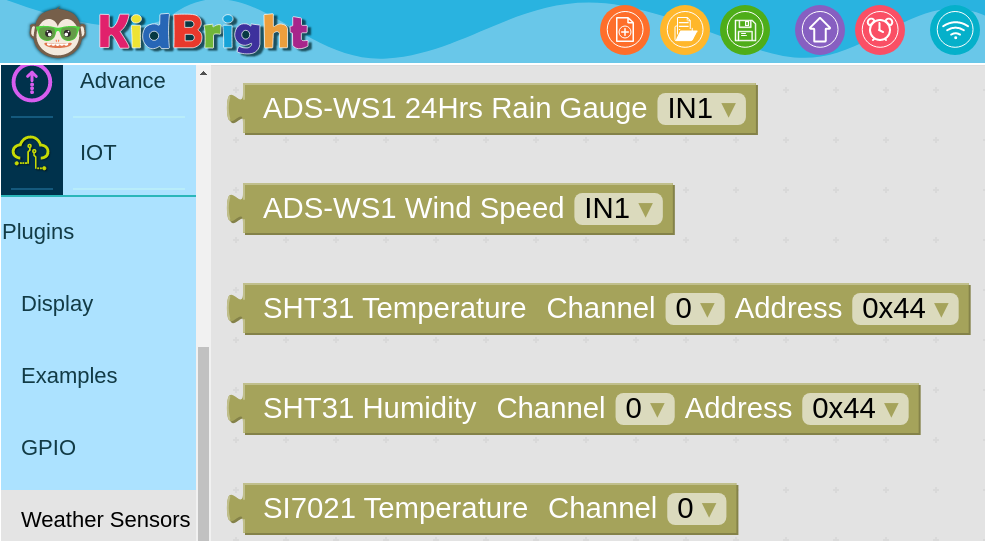 KidBright
Advance
IOT
Plugins
Display
Examples
GPIO
Weather Sensors
ADS-WS1 24Hrs Rain Gauge IN1 ▼
ADS-WS1 Wind Speed IN1 ▼
SHT31 Temperature Channel 0 ▼ Address 0x44 ▼
SHT31 Humidity Channel 0 ▼ Address 0x44 ▼
SI7021 Temperature Channel 0 ▼